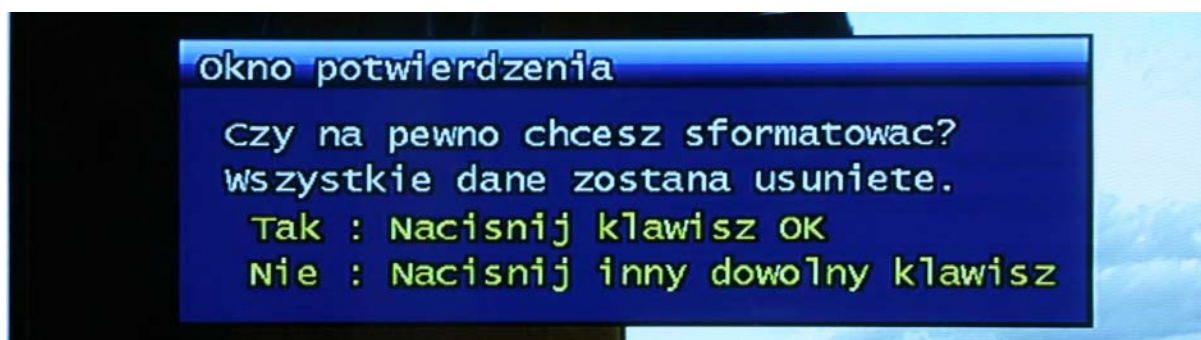 Okno potwierdzenia
Czy na pewno chcesz sformatowac?
Wszystkie dane zostana usuniete.
Tak : Nacisnij klawisz OK
Nie : Nacisnij inny dowolny klawisz